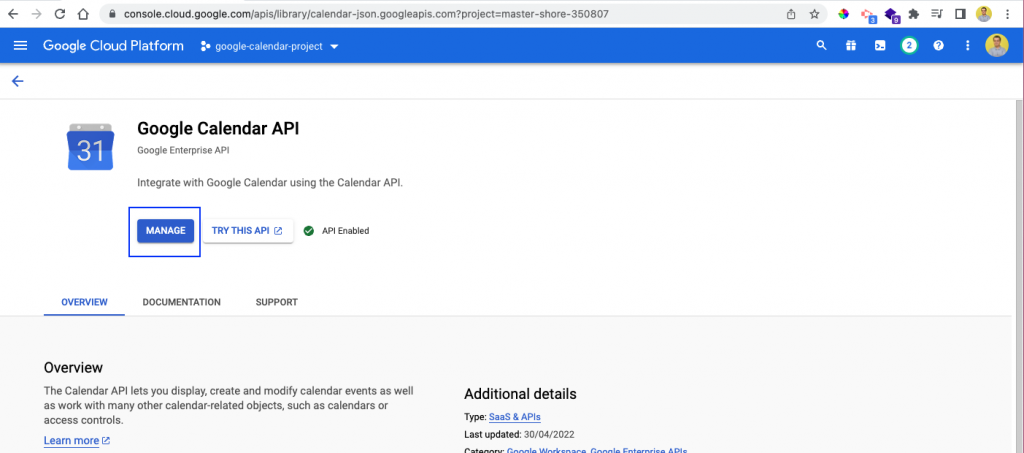 console.cloud.google.com/apis/library/calendar-json.googleapis.com?project=master-shore-350807
3
9
Google Cloud Platform
google-calendar-project
2
31
Google Calendar API
Google Enterprise API
Integrate with Google Calendar using the Calendar API.
MANAGE
TRY THIS API
API Enabled
OVERVIEW
DOCUMENTATION
SUPPORT
Overview
The Calendar API lets you display, create and modify calendar events as well
as work with many other calendar-related objects, such as calendars or
access controls.
Learn more
Additional details
Type: SaaS & APIs
Last updated: 30/04/2022
Category: Google Workspace, Google Enterprise APIs